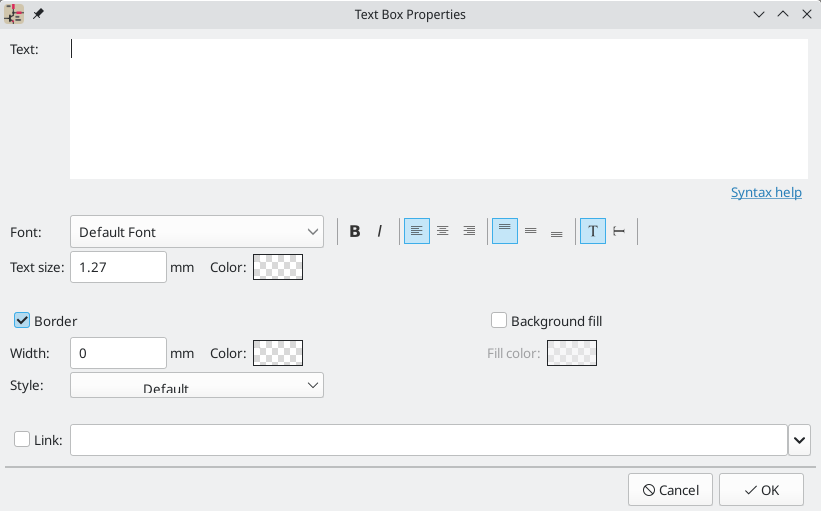 Text Box Properties
Text:
Syntax help
Font: Default Font B I T T
Text size: 1.27 mm Color:
Border Background fill
Width: 0 mm Color: Fill color:
Style: Default
Link:
Cancel OK